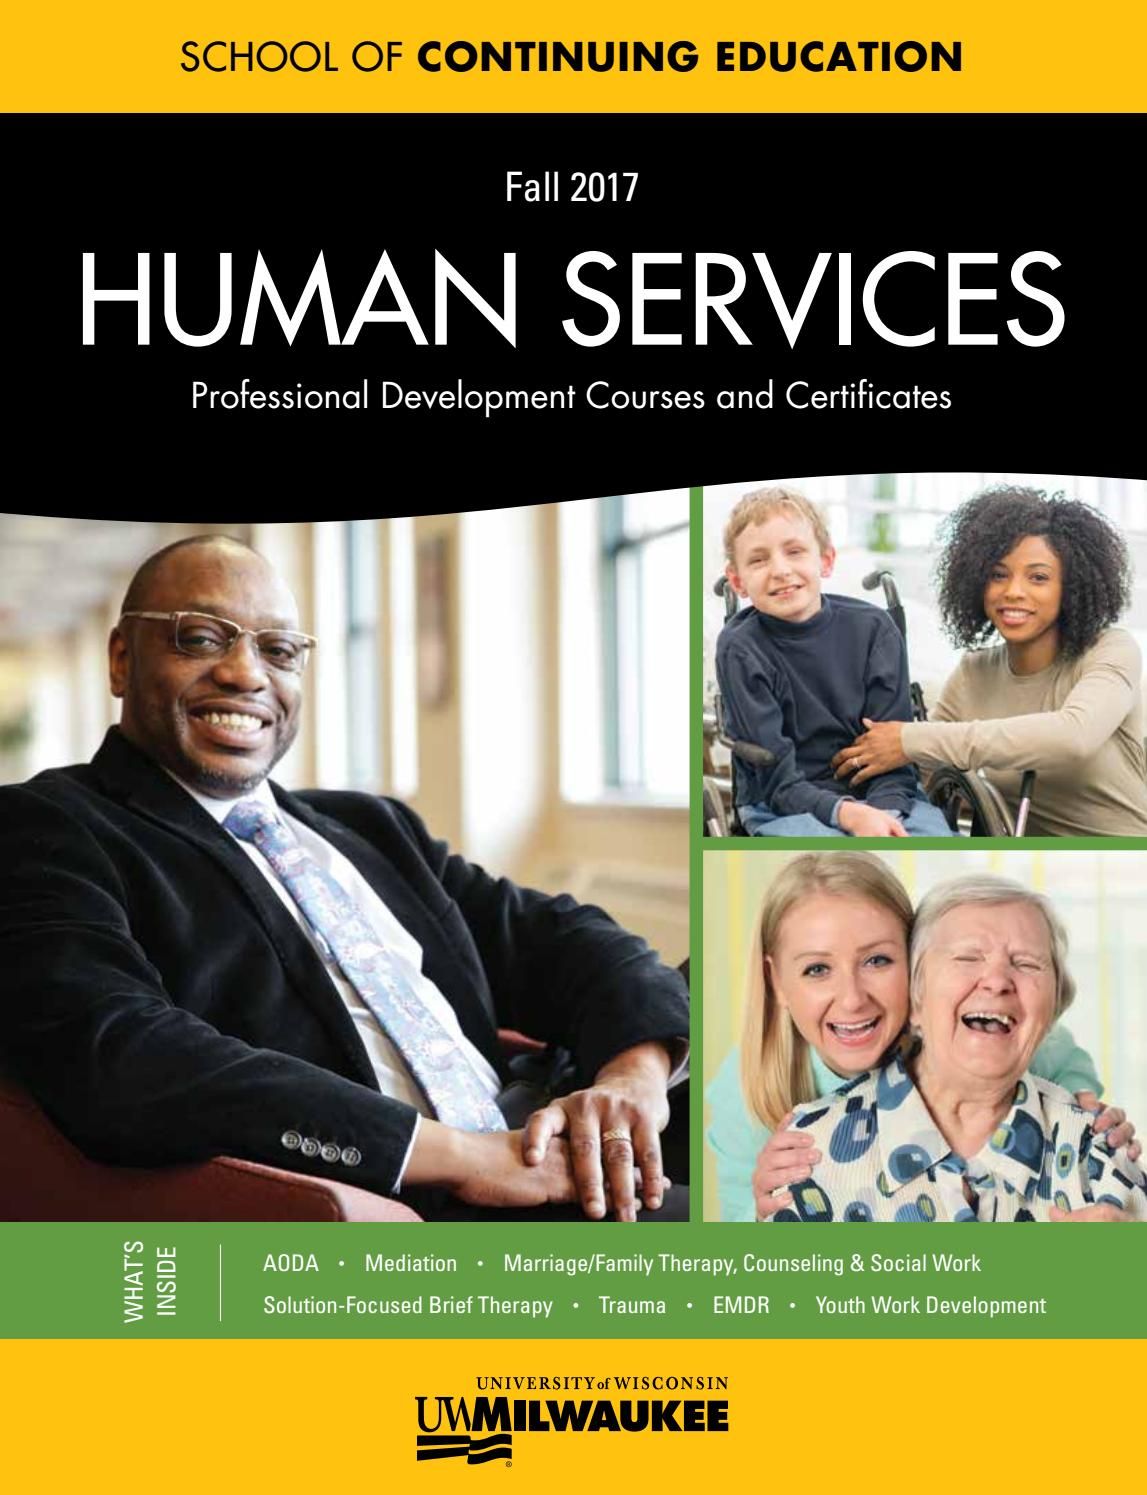 SCHOOL OF CONTINUING EDUCATION
Fall 2017
HUMAN SERVICES
Professional Development Courses and Certificates
WHAT'S
INSIDE
AODA • Mediation • Marriage/Family Therapy, Counseling & Social Work
Solution-Focused Brief Therapy • Trauma • EMDR • Youth Work Development
UNIVERSITY of WISCONSIN
UWMILWAUKEE
®